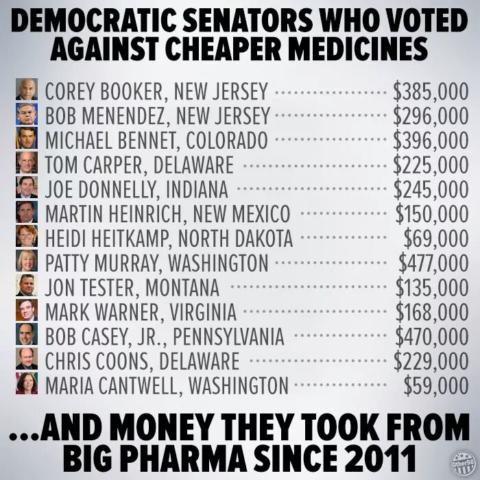 DEMOCRATIC SENATORS WHO VOTED
AGAINST CHEAPER MEDICINES
COREY BOOKER, NEW JERSEY $385,000
BOB MENENDEZ, NEW JERSEY $296,000
MICHAEL BENNET, COLORADO $396,000
TOM CARPER, DELAWARE $225,000
JOE DONNELLY, INDIANA $245,000
MARTIN HEINRICH, NEW MEXICO $150,000
HEIDI HEITKAMP, NORTH DAKOTA $69,000
PATTY MURRAY, WASHINGTON $477,000
JON TESTER, MONTANA $135,000
MARK WARNER, VIRGINIA $168,000
BOB CASEY, JR., PENNSYLVANIA $470,000
CHRIS COONS, DELAWARE $229,000
MARIA CANTWELL, WASHINGTON $59,000
...AND MONEY THEY TOOK FROM
BIG PHARMA SINCE 2011